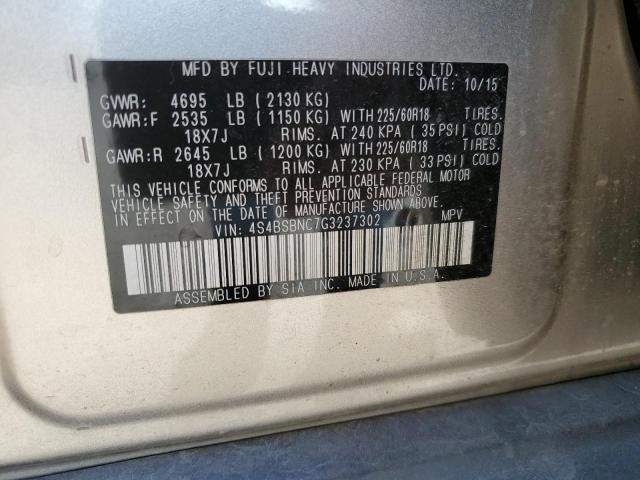 MFD BY FUJI HEAVY INDUSTRIES LTD.
DATE: 10/15
GVWR: 4695 LB (2130 KG)
GAWR:F 2535 LB (1150 KG) WITH 225/60R18 TIRES.
18X7J RIMS. AT 240 KPA (35 PSI) COLD
GAWR:R 2645 LB (1200 KG) WITH 225/60R18 TIRES.
18X7J RIMS. AT 230 KPA (33 PSI) COLD
THIS VEHICLE CONFORMS TO ALL APPLICABLE FEDERAL MOTOR
VEHICLE SAFETY AND THEFT PREVENTION STANDARDS
IN EFFECT ON THE DATE OF MANUFACTURE SHOWN ABOVE.
VIN: 4S4BSBNC7G3237302 MPV
ASSEMBLED BY SIA INC. MADE IN U.S.A.